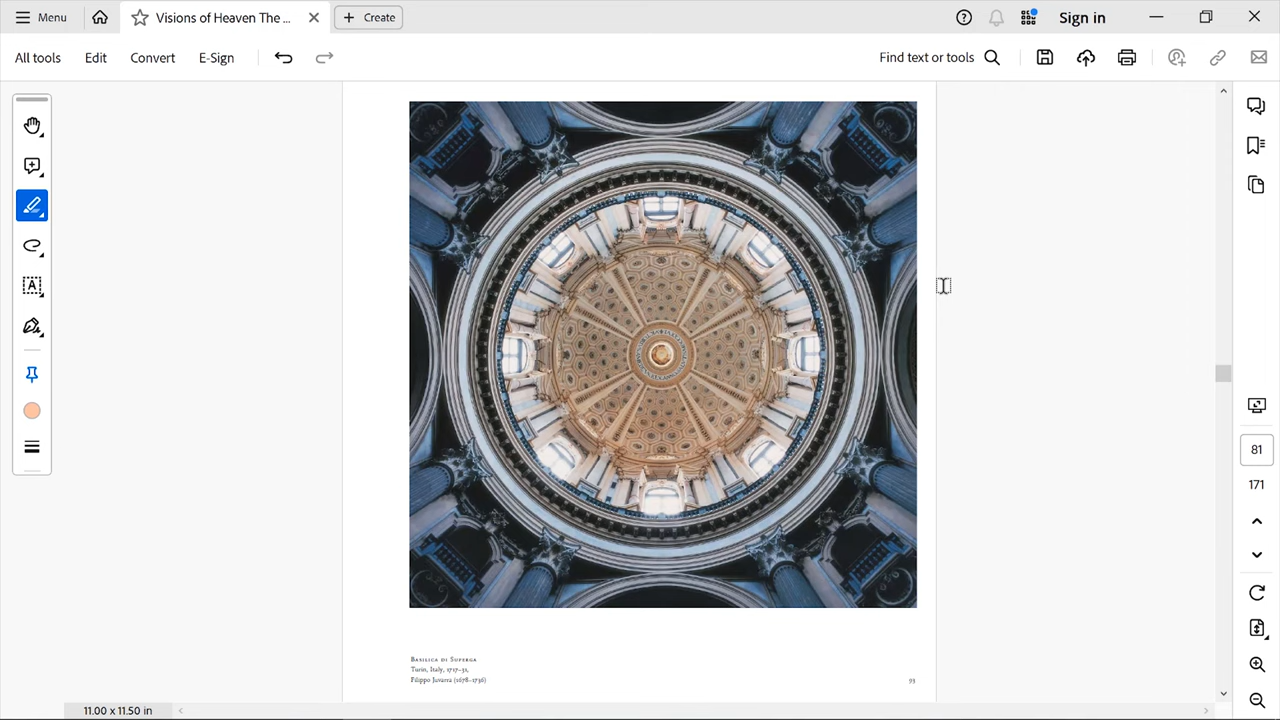 Menu
Visions of Heaven The ...
Create
Sign in
All tools
Edit
Convert
E-Sign
Find text or tools
81
171
BASILICA DI SUPERGA
Turin, Italy, 1717–31,
Filippo Juvarra (1678–1736)
93
11.00 x 11.50 in